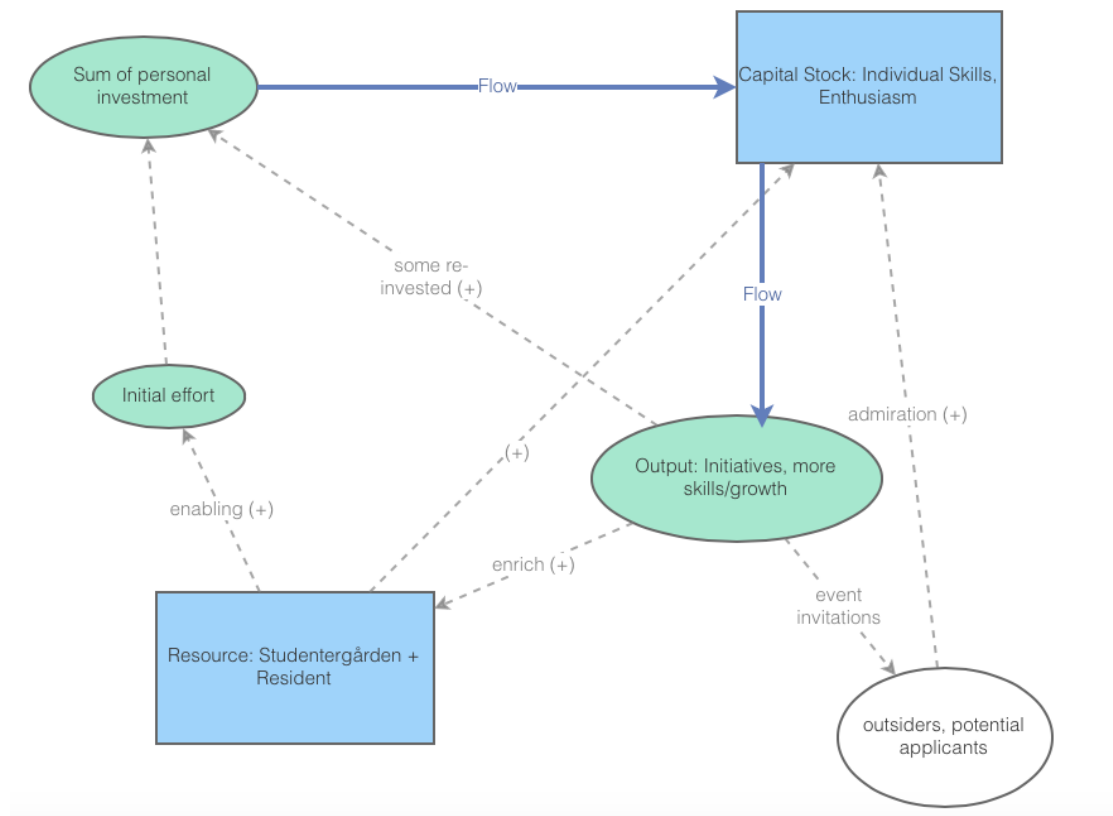 Sum of personal
investment
Flow
Capital Stock: Individual Skills,
Enthusiasm
some re-
invested (+)
Flow
Initial effort
admiration (+)
(+)
Output: Initiatives, more
skills/growth
enabling (+)
enrich (+)
event
invitations
Resource: Studentergården +
Resident
outsiders, potential
applicants